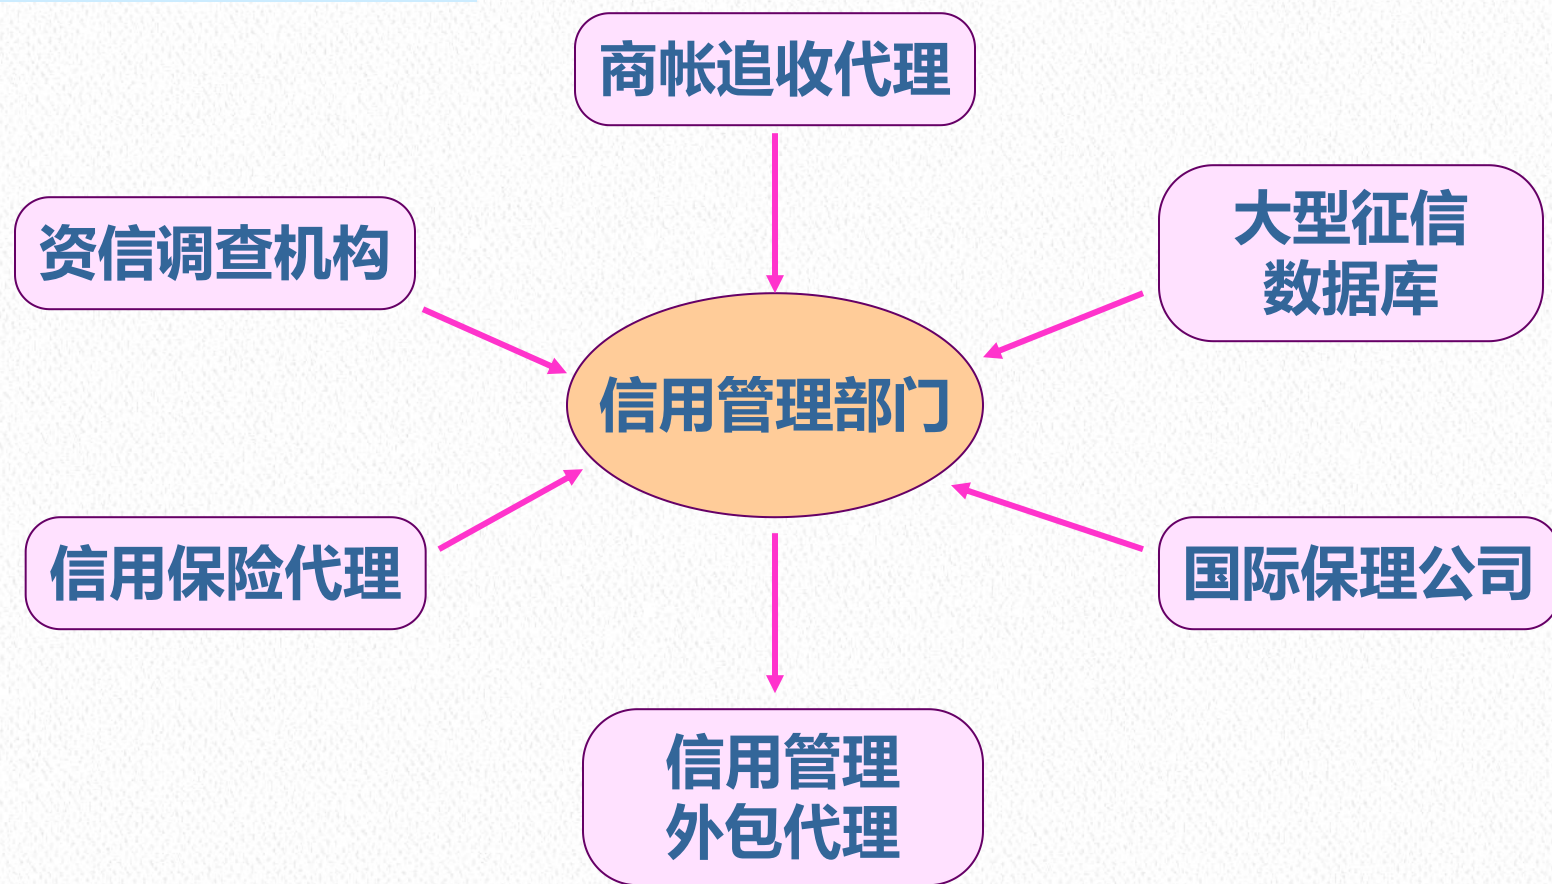 商帐追收代理
资信调查机构
大型征信
数据库
信用管理部门
信用保险代理
国际保理公司
信用管理
外包代理